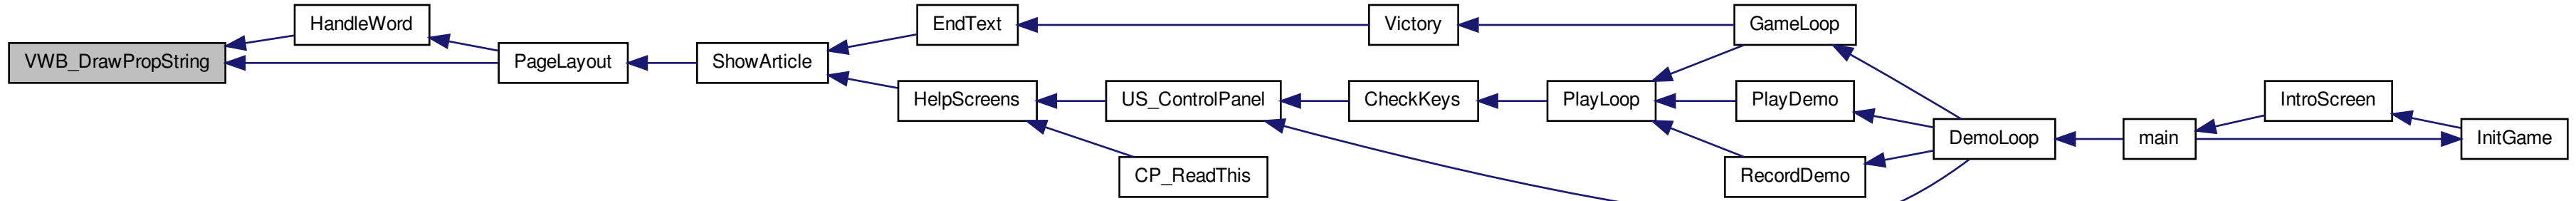 HandleWord
EndText
Victory
GameLoop
VWB_DrawPropString
PageLayout
ShowArticle
HelpScreens
US_ControlPanel
CheckKeys
PlayLoop
PlayDemo
IntroScreen
DemoLoop
main
InitGame
CP_ReadThis
RecordDemo